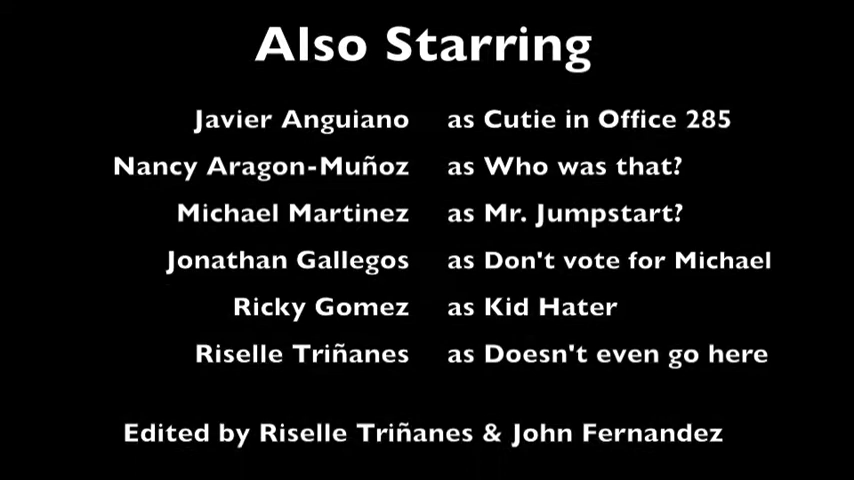 Also Starring
Javier Anguiano as Cutie in Office 285
Nancy Aragon-Muñoz as Who was that?
Michael Martinez as Mr. Jumpstart?
Jonathan Gallegos as Don't vote for Michael
Ricky Gomez as Kid Hater
Riselle Triñanes as Doesn't even go here
Edited by Riselle Triñanes & John Fernandez